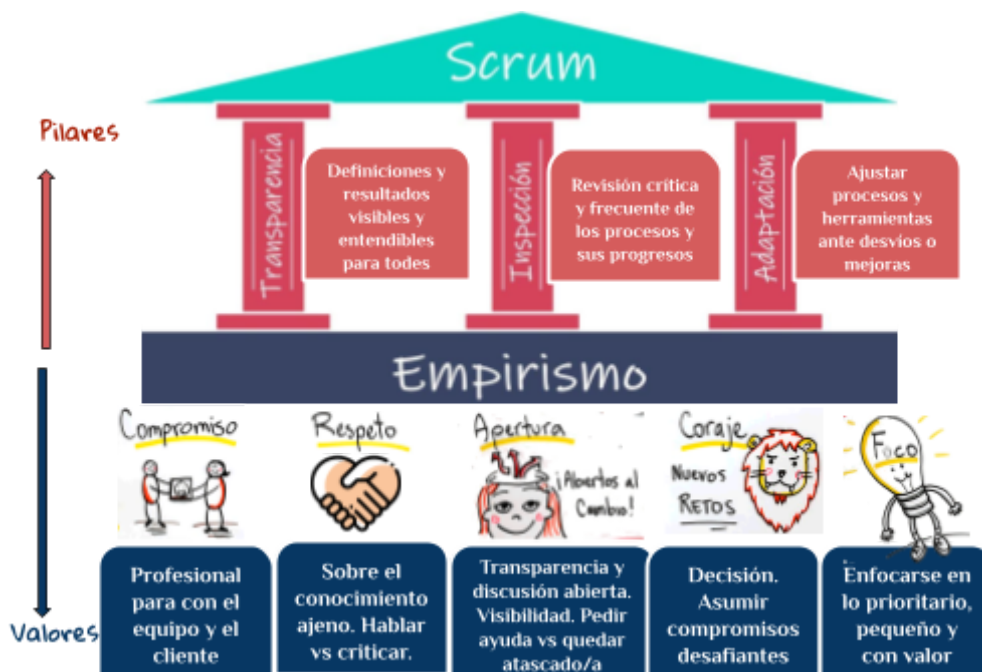 Scrum
Pilares
Transparencia
Definiciones y
resultados
visibles y
entendibles
para todes
Inspección
Revisión crítica
y frecuente de
los procesos y
sus progresos
Adaptación
Ajustar
procesos y
herramientas
ante desvíos o
mejoras
Empirismo
Compromiso
Respeto
Apertura
¡Abiertos al
Cambio!
Coraje
Nuevos
RETOS
Foco
Valores
Profesional
para con el
equipo y el
cliente
Sobre el
conocimiento
ajeno. Hablar
vs criticar.
Transparencia y
discusión abierta.
Visibilidad. Pedir
ayuda vs quedar
atascado/a
Decisión.
Asumir
compromisos
desafiantes
Enfocarse en
lo prioritario,
pequeño y
con valor